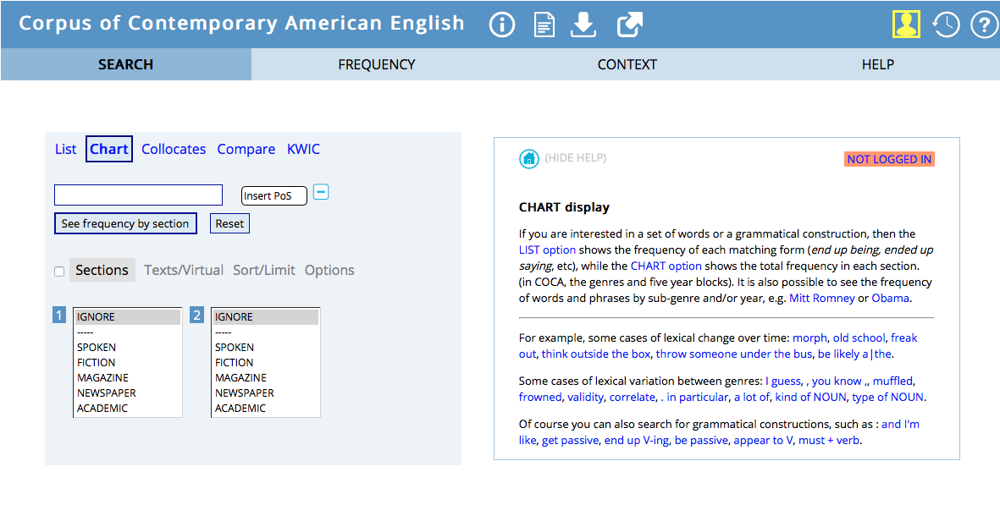 Corpus of Contemporary American English
SEARCH FREQUENCY CONTEXT HELP
List Chart Collocates Compare KWIC
Insert PoS
See frequency by section Reset
Sections Texts/Virtual Sort/Limit Options
1 IGNORE 2 IGNORE
----- -----
SPOKEN SPOKEN
FICTION FICTION
MAGAZINE MAGAZINE
NEWSPAPER NEWSPAPER
ACADEMIC ACADEMIC
(HIDE HELP) NOT LOGGED IN
CHART display
If you are interested in a set of words or a grammatical construction, then the
LIST option shows the frequency of each matching form (end up being, ended up
saying, etc), while the CHART option shows the total frequency in each section.
(in COCA, the genres and five year blocks). It is also possible to see the frequency
of words and phrases by sub-genre and/or year, e.g. Mitt Romney or Obama.
For example, some cases of lexical change over time: morph, old school, freak
out, think outside the box, throw someone under the bus, be likely a|the.
Some cases of lexical variation between genres: I guess, , you know ,, muffled,
frowned, validity, correlate, . in particular, a lot of, kind of NOUN, type of NOUN.
Of course you can also search for grammatical constructions, such as : and I'm
like, get passive, end up V-ing, be passive, appear to V, must + verb.